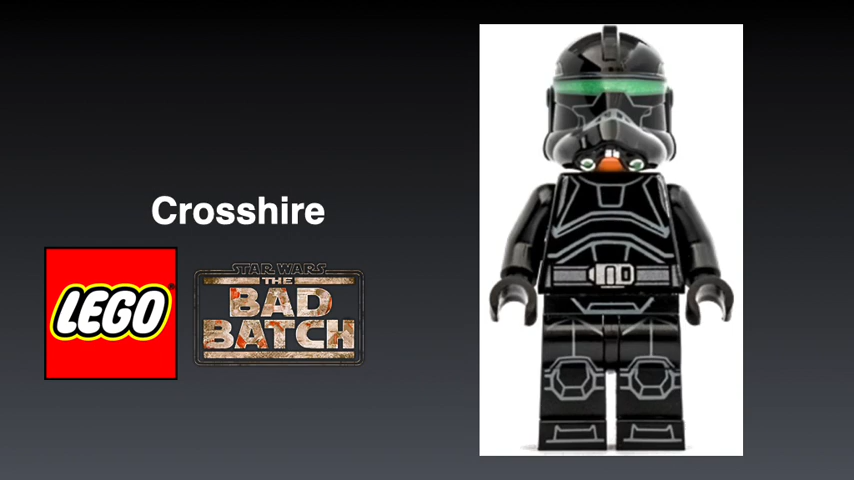 Crosshire
LEGO®
STAR WARS
THE
BAD
BATCH